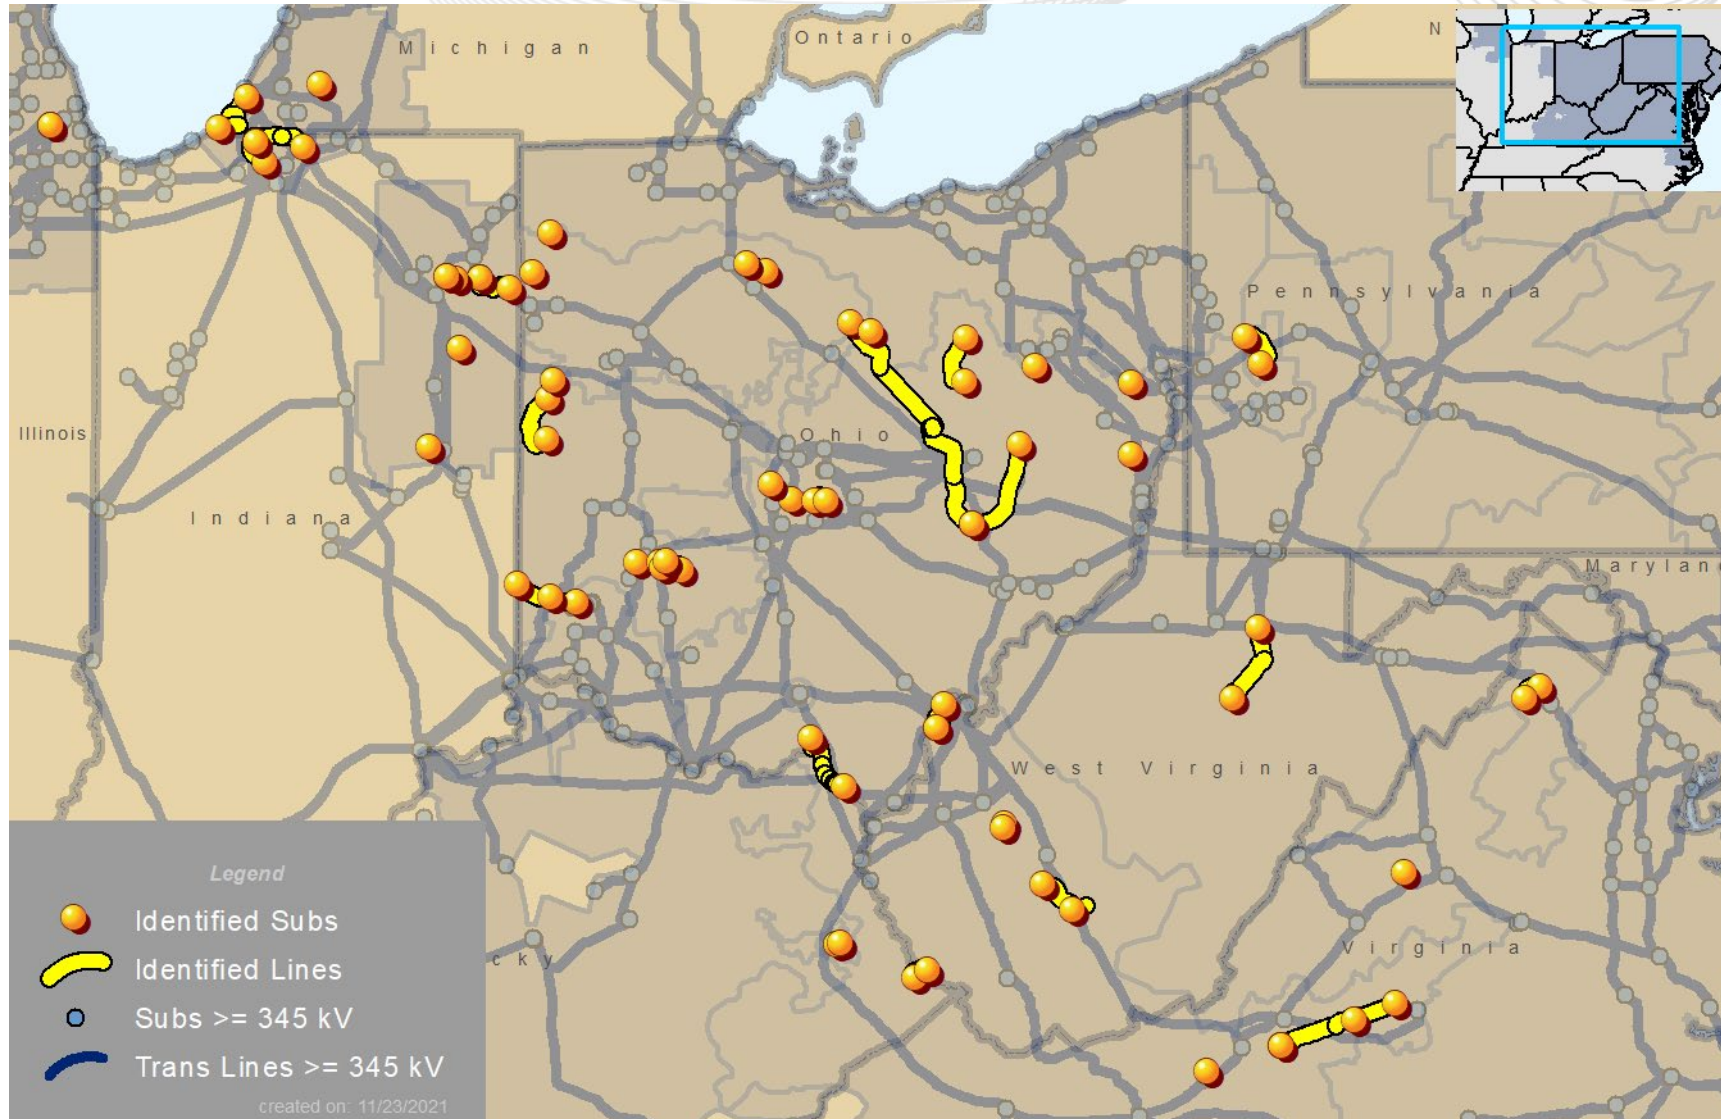 Michigan
Ontario
N
Pennsylvania
Illinois
Ohio
Indiana
Maryland
West Virginia
Virginia
cky
Legend
Identified Subs
Identified Lines
Subs >= 345 kV
Trans Lines >= 345 kV
created on: 11/23/2021